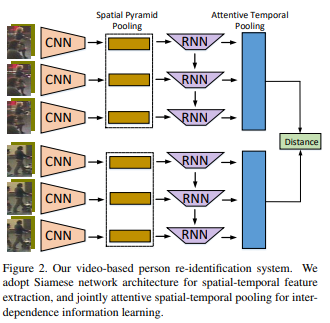 Spatial Pyramid Pooling
Attentive Temporal Pooling
CNN
RNN
CNN
RNN
CNN
RNN
Distance
CNN
RNN
CNN
RNN
CNN
RNN
Figure 2. Our video-based person re-identification system. We
adopt Siamese network architecture for spatial-temporal feature
extraction, and jointly attentive spatial-temporal pooling for inter-
dependence information learning.